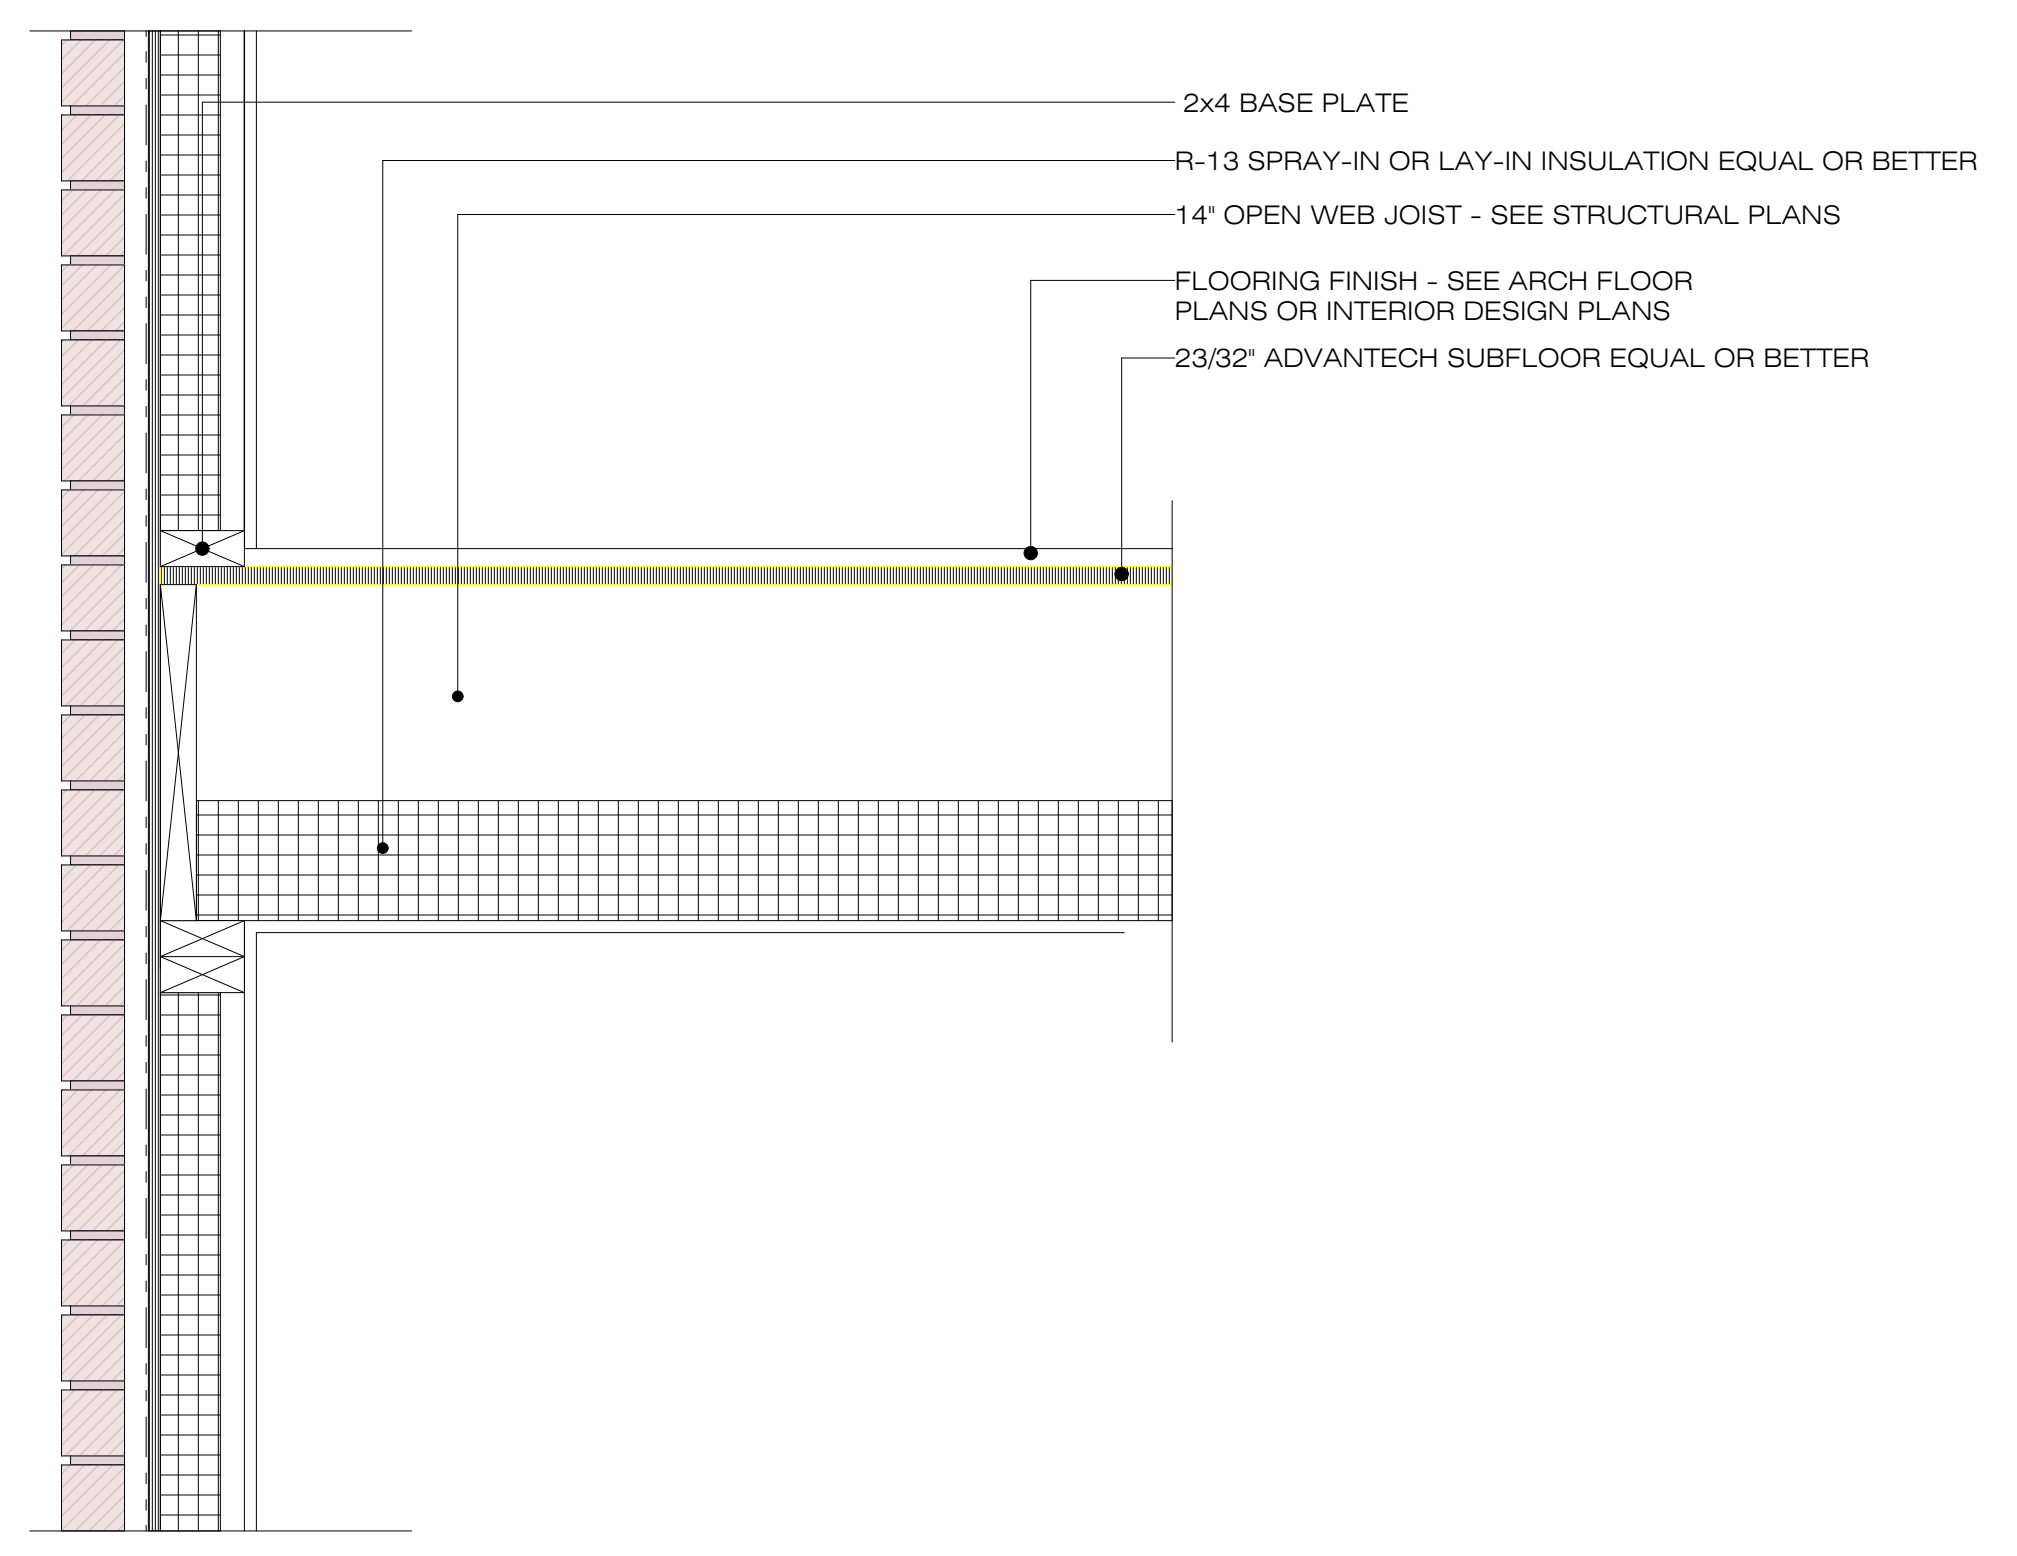 2x4 BASE PLATE
R-13 SPRAY-IN OR LAY-IN INSULATION EQUAL OR BETTER
14" OPEN WEB JOIST - SEE STRUCTURAL PLANS
FLOORING FINISH - SEE ARCH FLOOR
PLANS OR INTERIOR DESIGN PLANS
23/32" ADVANTECH SUBFLOOR EQUAL OR BETTER